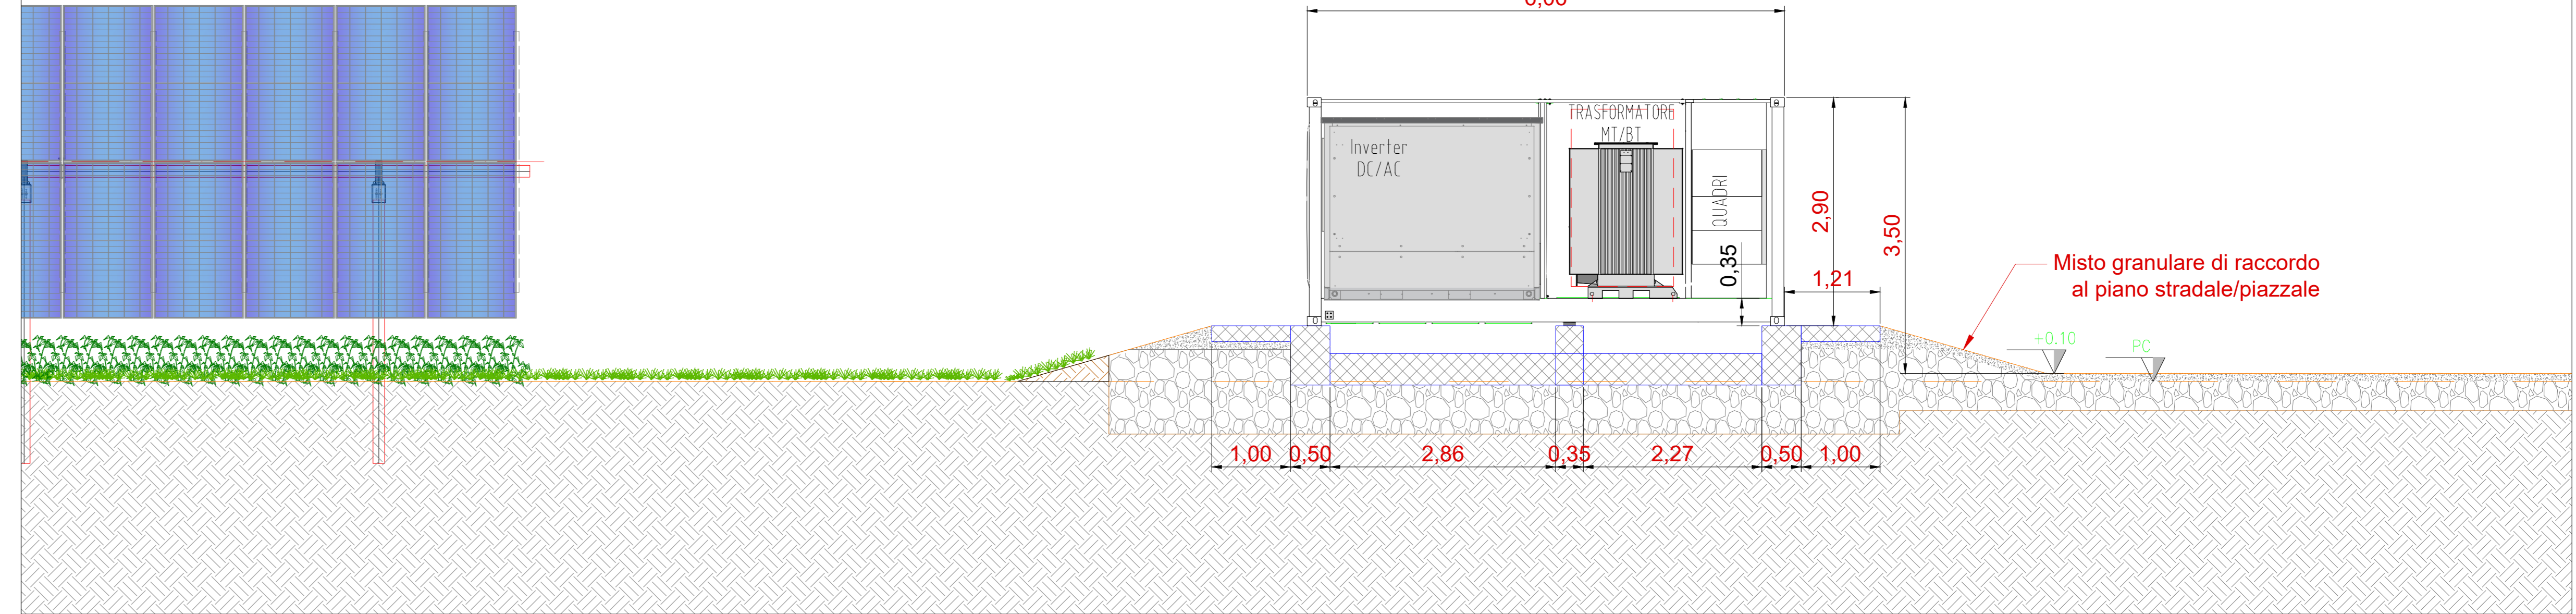 TRASFORMATORE
MT/BT
Inverter
DC/AC
QUADRI
2,90
3,50
0,35
1,21
Misto granulare di raccordo
al piano stradale/piazzale
+0.10
PC
1,00 0,50 2,86 0,35 2,27 0,50 1,00